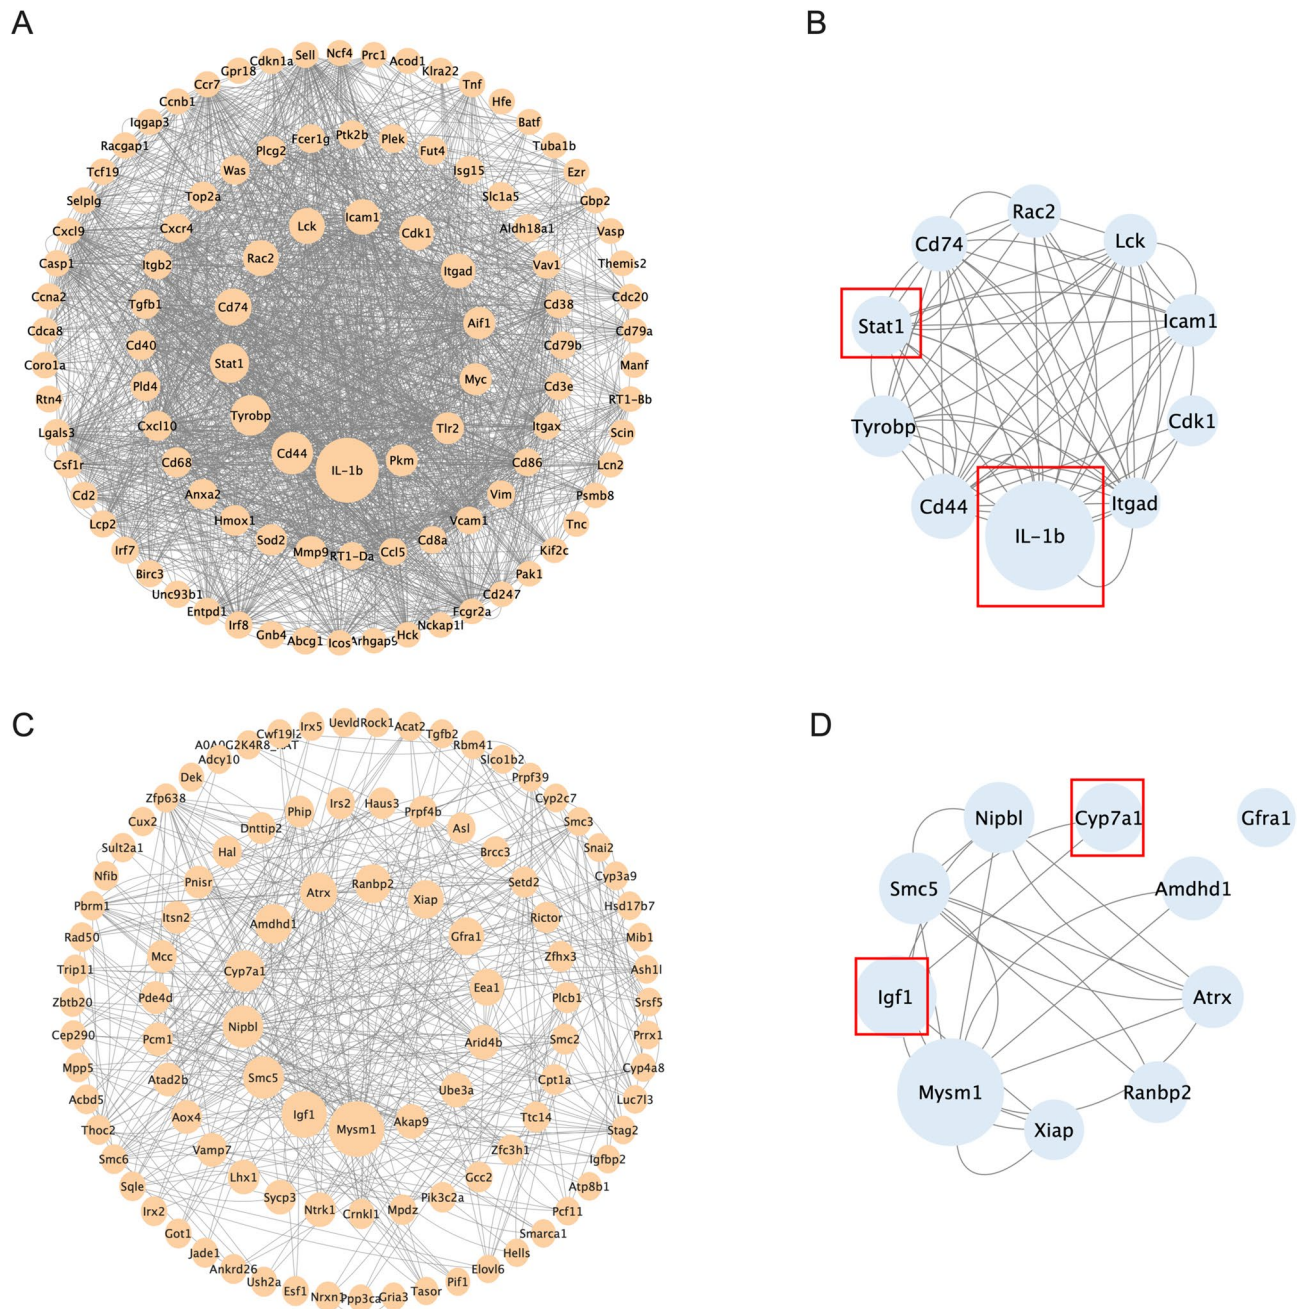 A
Cdkn1a
Sell
Ncf4
Prc1
Acod1
Klra22
Tnf
Hfe
Batf
Tuba1b
Ezr
Gbp2
Vasp
Themis2
Cdc20
Cd79a
Manf
RT1-Bb
Scin
Lcn2
Psmb8
Tnc
Kif2c
Pak1
Cd247
Fcgr2a
Nckap1l
Hck
Arhgap9
Icos
Abcg1
Gnb4
Irf8
Entpd1
Unc93b1
Birc3
Irf7
Lcp2
Cd2
Csf1r
Lgals3
Rtn4
Coro1a
Cdca8
Ccna2
Casp1
Cxcl9
Selplg
Tcf19
Racgap1
Iqgap3
Ccnb1
Ccr7
Gpr18
Fcer1g
Ptk2b
Plek
Fut4
Isg15
Slc1a5
Aldh18a1
Vav1
Cd38
Cd79b
Cd3e
Itgax
Cd86
Vim
Vcam1
Cd8a
Ccl5
RT1-Da
Mmp9
Sod2
Hmox1
Anxa2
Cd68
Cxcl10
Pld4
Cd40
Tgfb1
Itgb2
Cxcr4
Top2a
Was
Plcg2
Icam1
Cdk1
Itgad
Aif1
Myc
Tlr2
Pkm
IL-1b
Cd44
Tyrobp
Stat1
Cd74
Rac2
Lck
B
Rac2
Lck
Icam1
Cdk1
Itgad
IL-1b
Cd44
Tyrobp
Stat1
Cd74
C
Cwf19l2
Irx5
Uevld
Rock1
Acat2
Tgfb2
Rbm41
Slco1b2
Prpf39
Cyp2c7
Smc3
Snai2
Cyp3a9
Hsd17b7
Mib1
Ash1l
Srsf5
Prrx1
Cyp4a8
Luc7l3
Stag2
Igfbp2
Atp8b1
Pcf11
Smarca1
Hells
Elovl6
Pif1
Tasor
Gria3
Ppp3ca
Nrxn1
Esf1
Ush2a
Ankrd26
Jade1
Got1
Irx2
Sqle
Smc6
Thoc2
Acbd5
Mpp5
Cep290
Zbtb20
Trip11
Rad50
Pbrm1
Nfib
Sult2a1
Cux2
Zfp638
Dek
Adcy10
Irs2
Haus3
Prpf4b
Asl
Brcc3
Setd2
Rictor
Zfhx3
Plcb1
Smc2
Cpt1a
Ttc14
Zfc3h1
Gcc2
Pik3c2a
Mpdz
Crnkl1
Ntrk1
Sycp3
Lhx1
Vamp7
Aox4
Atad2b
Pcm1
Pde4d
Mcc
Itsn2
Pnisr
Hal
Dnttip2
Phip
Atrx
Ranbp2
Xiap
Gfra1
Eea1
Arid4b
Ube3a
Akap9
Mysm1
Igf1
Smc5
Nipbl
Cyp7a1
Amdhd1
D
Nipbl
Cyp7a1
Gfra1
Amdhd1
Atrx
Ranbp2
Xiap
Mysm1
Igf1
Smc5